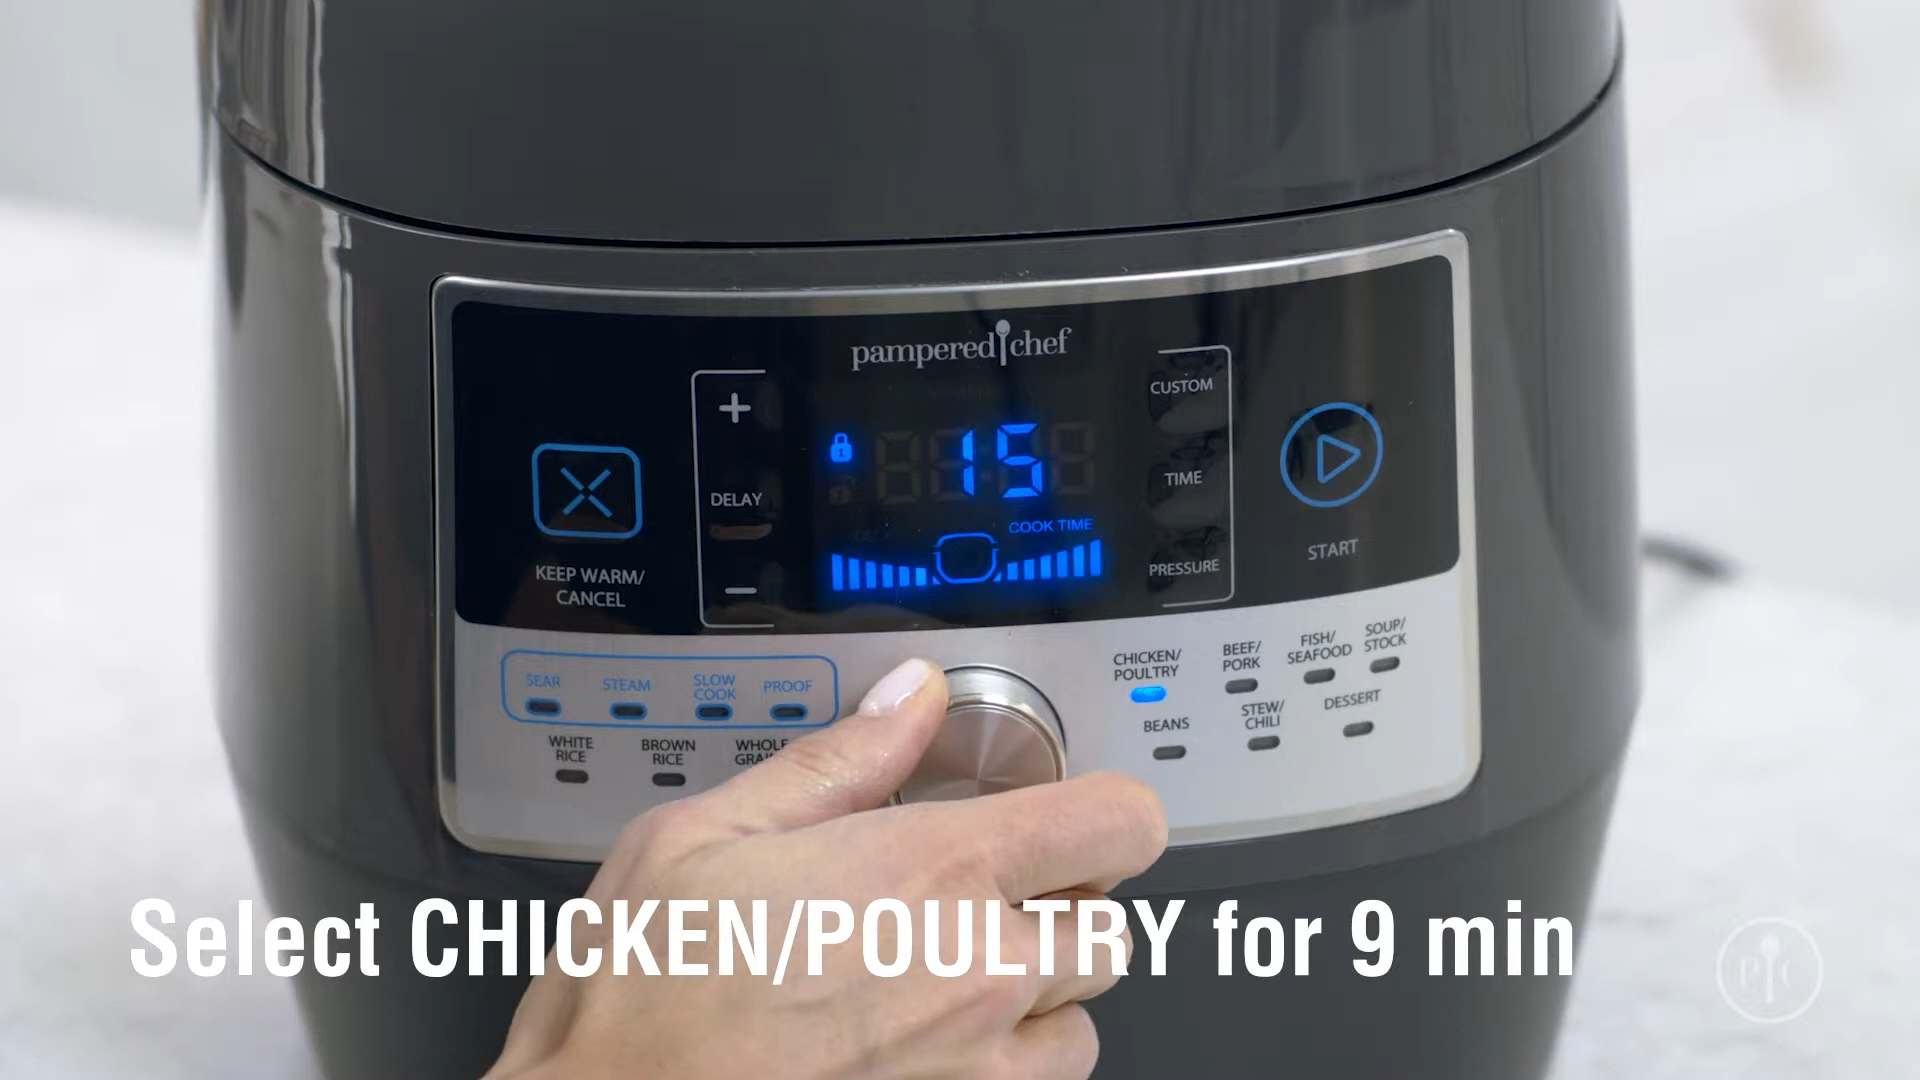 pampered chef
+
DELAY
−
15
COOK TIME
CUSTOM
TIME
PRESSURE
START
KEEP WARM/
CANCEL
SEAR
STEAM
SLOW
COOK
PROOF
WHITE
RICE
BROWN
RICE
WHOLE
CHICKEN/
POULTRY
BEEF/
PORK
FISH/
SEAFOOD
SOUP/
STOCK
BEANS
STEW/
CHILI
DESSERT
Select CHICKEN/POULTRY for 9 min
P C